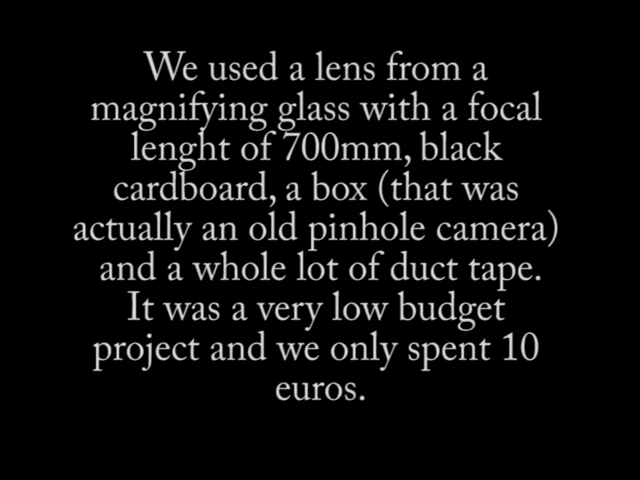 We used a lens from a
magnifying glass with a focal
lenght of 700mm, black
cardboard, a box (that was
actually an old pinhole camera)
and a whole lot of duct tape.
It was a very low budget
project and we only spent 10
euros.